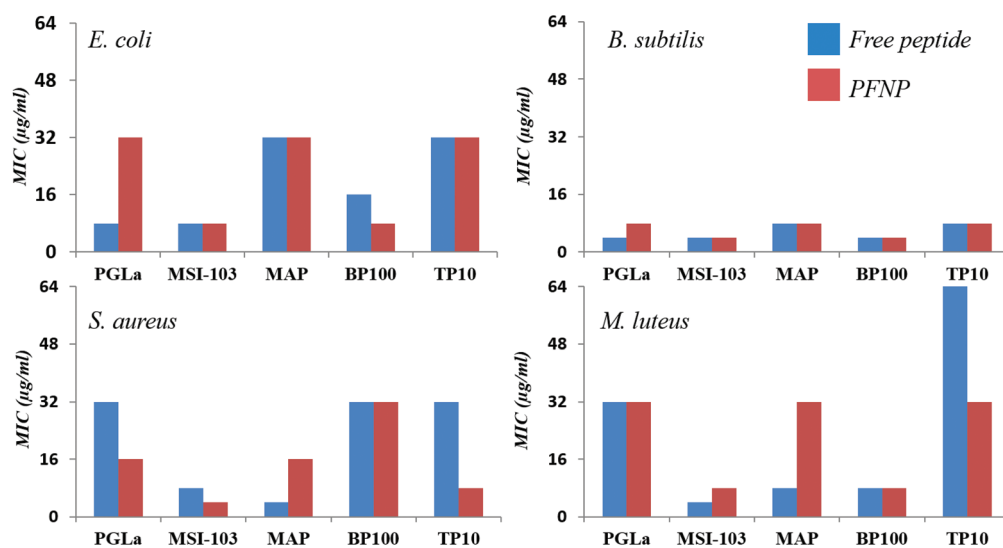 E. coli
MIC (µg/ml)
64
48
32
16
0
PGLa MSI-103 MAP BP100 TP10
B. subtilis
Free peptide
PFNP
MIC (µg/ml)
64
48
32
16
0
PGLa MSI-103 MAP BP100 TP10
S. aureus
MIC (µg/ml)
64
48
32
16
0
PGLa MSI-103 MAP BP100 TP10
M. luteus
MIC (µg/ml)
64
48
32
16
0
PGLa MSI-103 MAP BP100 TP10